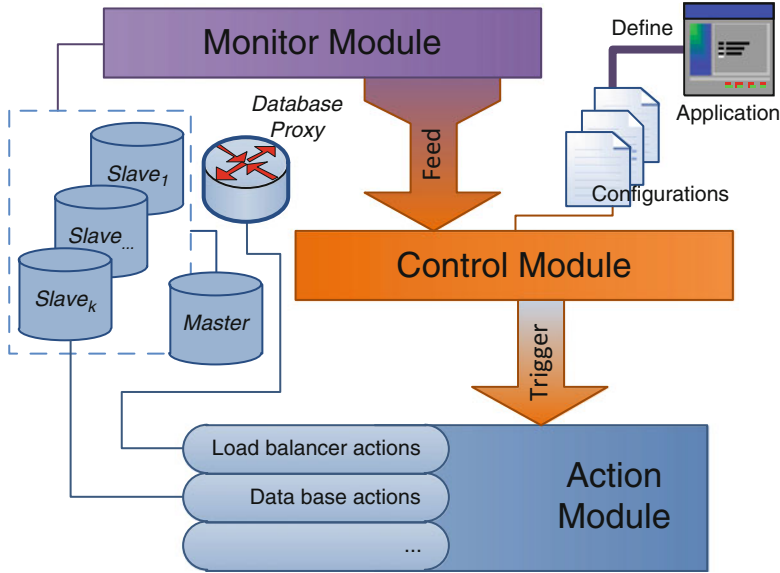 Monitor Module
Define
Application
Database
Proxy
Feed
Slave1
Slave...
Slavek
Configurations
Control Module
Master
Trigger
Load balancer actions
Data base actions
...
Action
Module